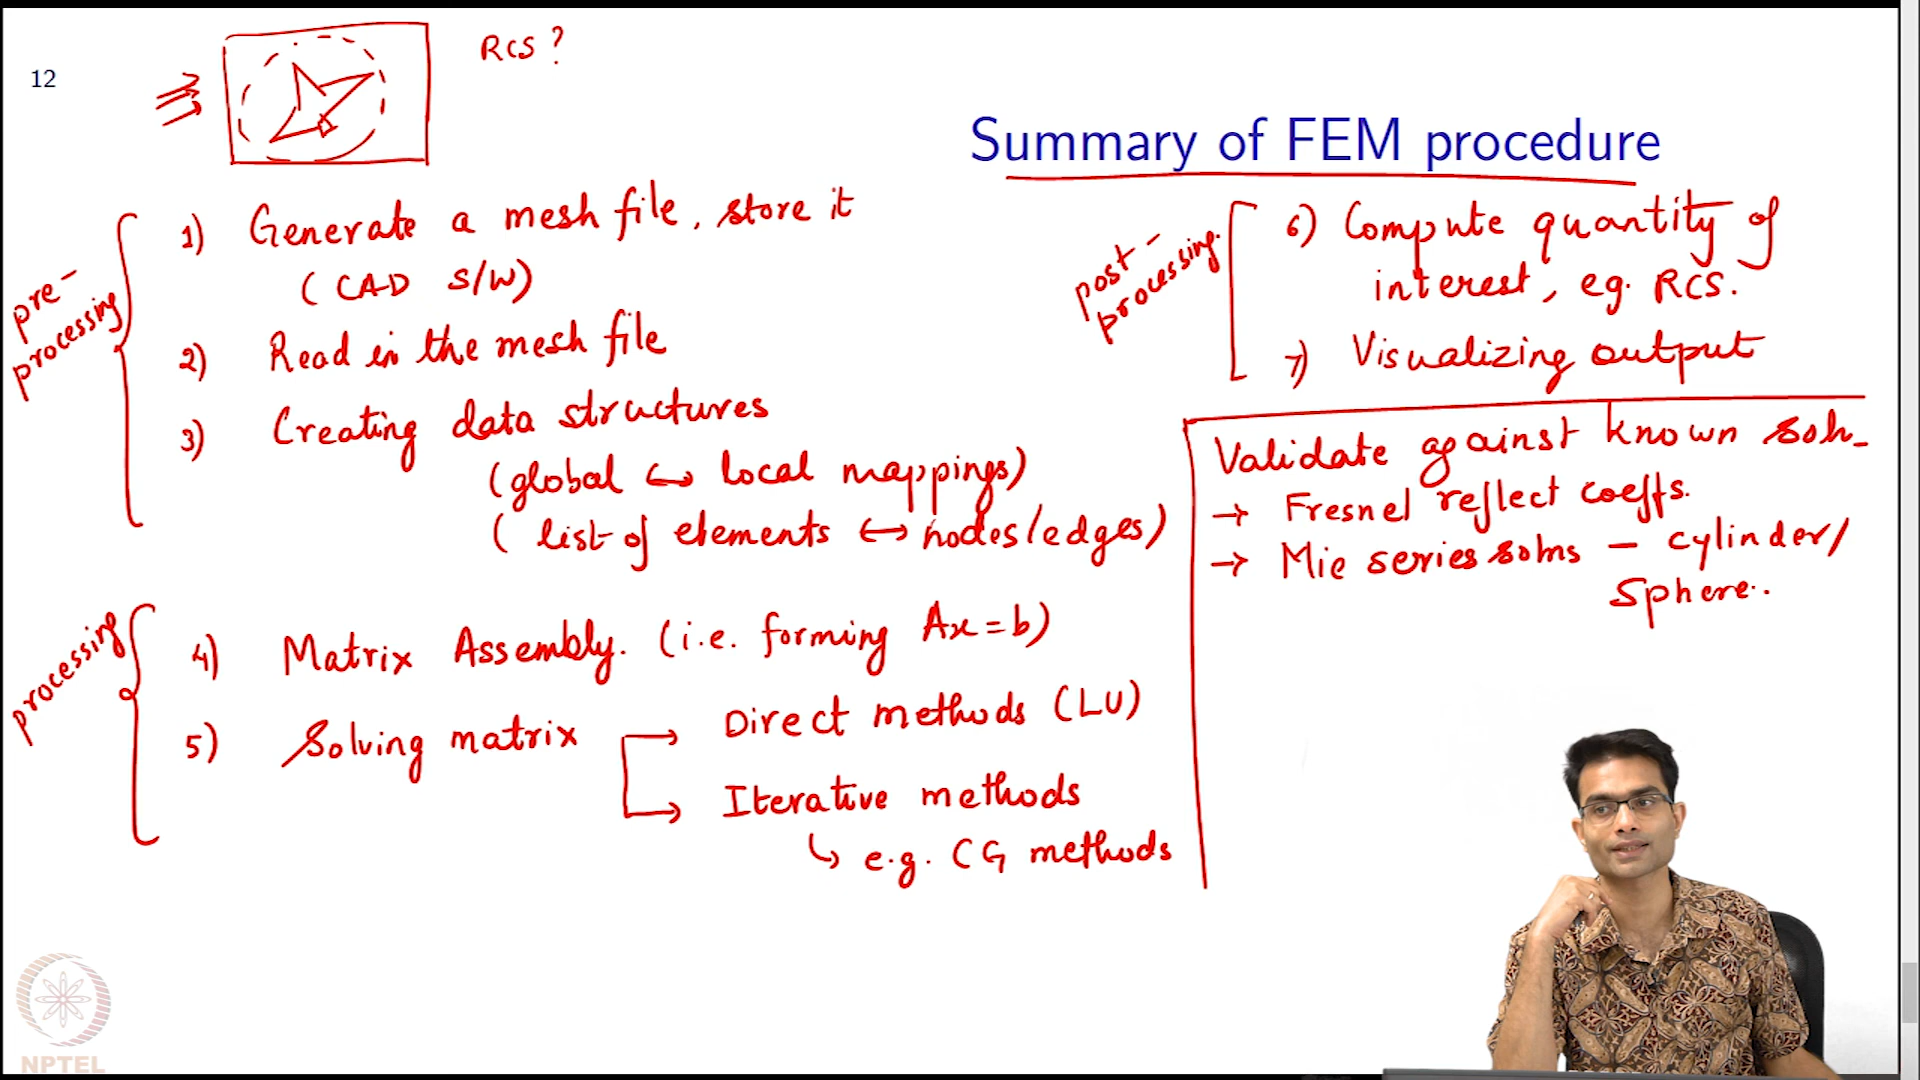 12
RCS ?
Summary of FEM procedure
pre-
processing
1) Generate a mesh file, store it
(CAD S/W)
2) Read in the mesh file
3) Creating data structures
(global ↔ local mappings)
( list of elements ↔ nodes/edges)
processing
4) Matrix Assembly. (i.e. forming Ax=b)
5) Solving matrix
Direct methods (LU)
Iterative methods
↳ e.g. CG methods
post-
processing.
6) Compute quantity of
interest, eg. RCS.
7) Visualizing output
Validate against known soln-
→ Fresnel reflect coeffs.
→ Mie series solns - cylinder/
Sphere..
NPTEL